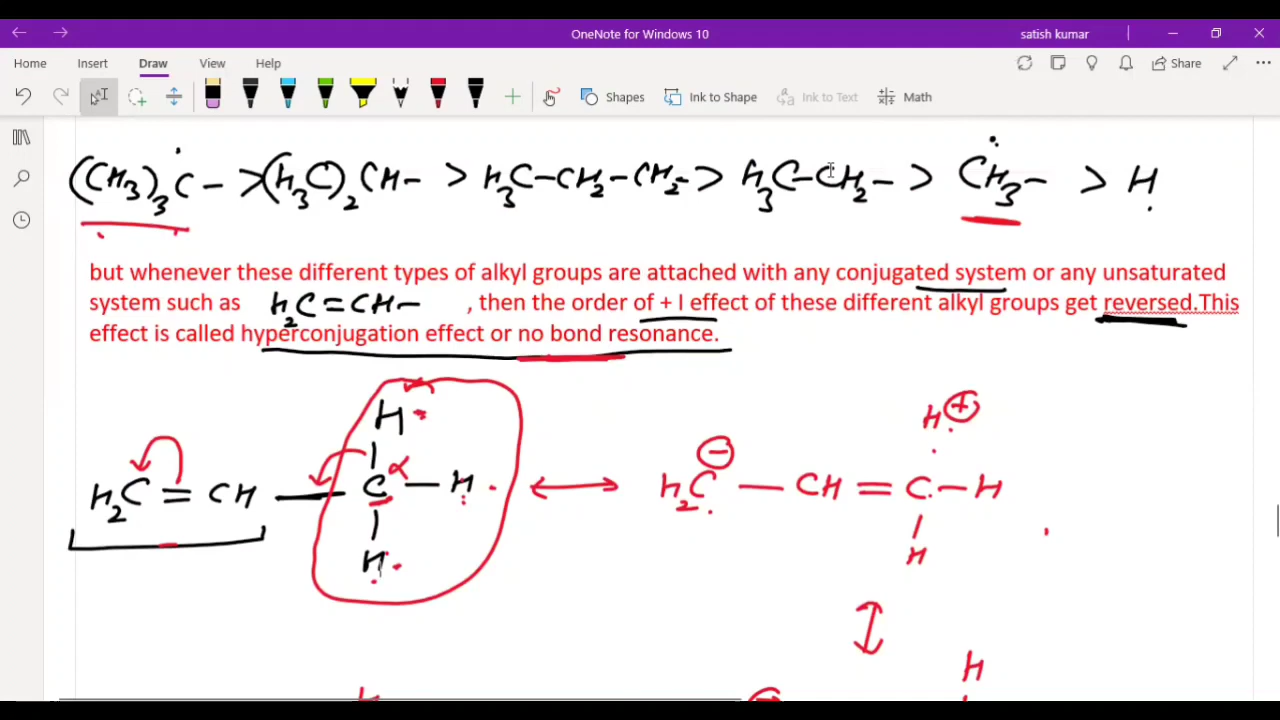 OneNote for Windows 10
satish kumar
Home Insert Draw View Help
Share
Shapes Ink to Shape Ink to Text Math
(CH3)3C – > (H3C)2CH – > H3C–CH2–CH2– > H3C–CH2– > CH3– > H
but whenever these different types of alkyl groups are attached with any conjugated system or any unsaturated
system such as H2C=CH– , then the order of + I effect of these different alkyl groups get reversed.This
effect is called hyperconjugation effect or no bond resonance.
H H⊕
⊖
α
H2C = CH — C — H ⟷ H2C — CH = C — H
H H
↕
H
H ⊖